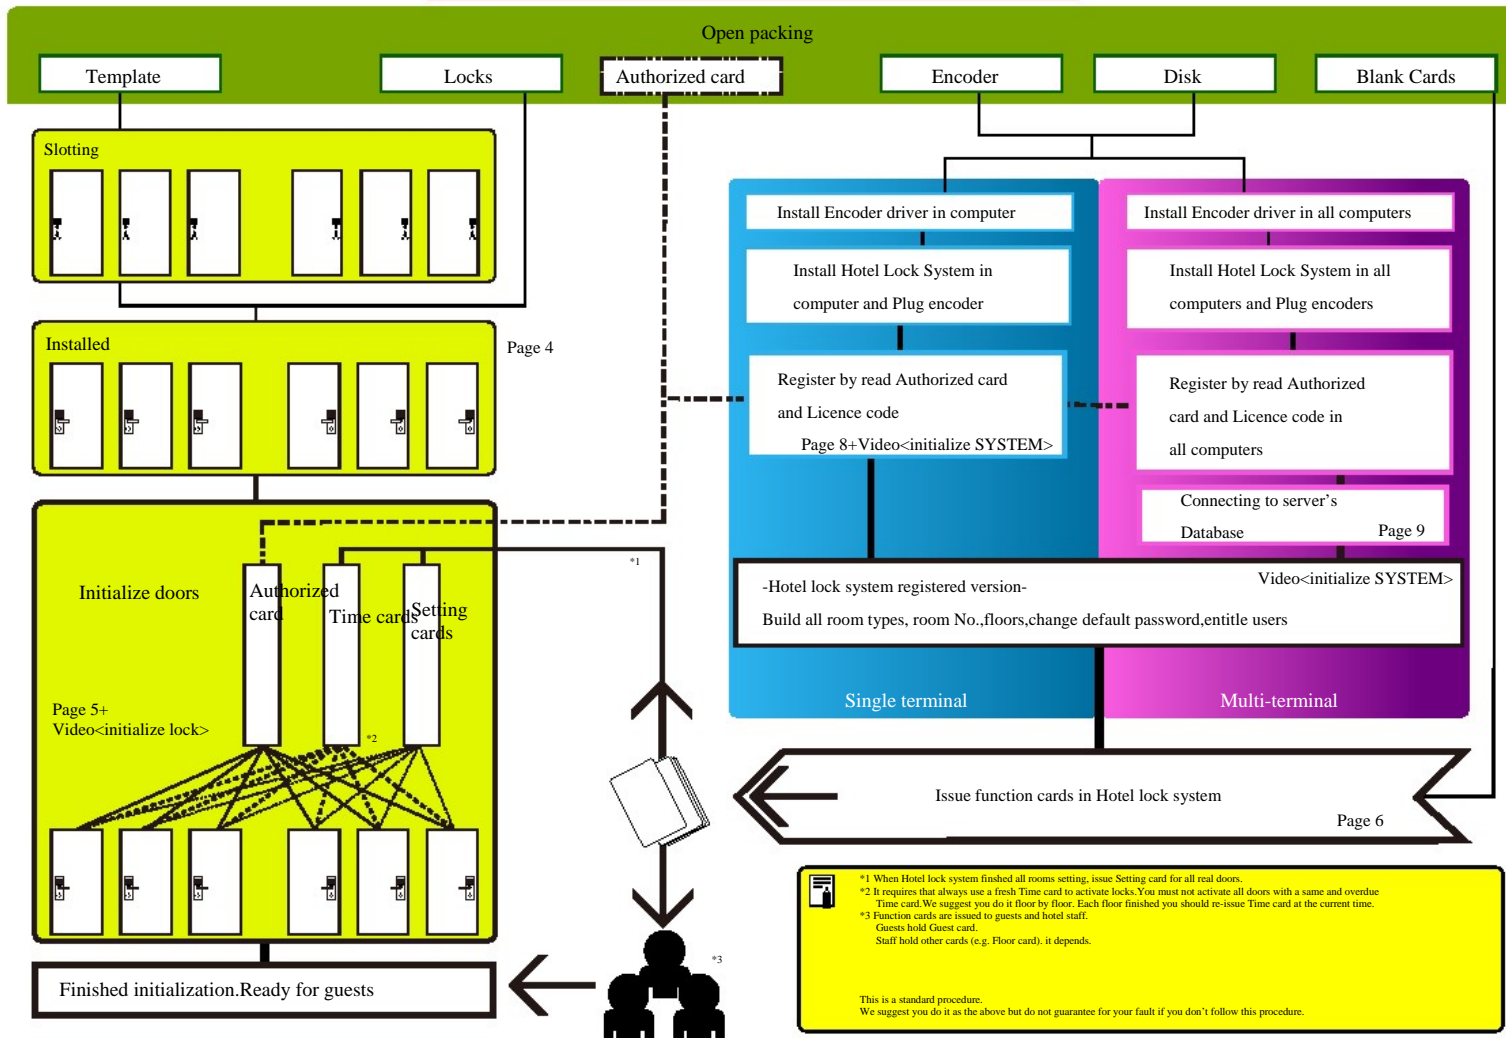 Open packing
Template
Locks
Authorized card
Encoder
Disk
Blank Cards
Slotting
Installed
Page 4
Initialize doors
Authorized
card
Time cards
Setting
cards
*1
Page 5+
Video<initialize lock>
*2
Finished initialization.Ready for guests
*3
Install Encoder driver in computer
Install Hotel Lock System in
computer and Plug encoder
Register by read Authorized card
and Licence code
Page 8+Video<initialize SYSTEM>
Install Encoder driver in all computers
Install Hotel Lock System in all
computers and Plug encoders
Register by read Authorized
card and Licence code in
all computers
Connecting to server’s
Database
Page 9
Video<initialize SYSTEM>
-Hotel lock system registered version-
Build all room types, room No.,floors,change default password,entitle users
Single terminal
Multi-terminal
Issue function cards in Hotel lock system
Page 6
*1 When Hotel lock system finshed all rooms setting, issue Setting card for all real doors.
*2 It requires that always use a fresh Time card to activate locks.You must not activate all doors with a same and overdue
Time card.We suggest you do it floor by floor. Each floor finished you should re-issue Time card at the current time.
*3 Function cards are issued to guests and hotel staff.
Guests hold Guest card.
Staff hold other cards (e.g. Floor card). it depends.
This is a standard procedure.
We suggest you do it as the above but do not guarantee for your fault if you don’t follow this procedure.